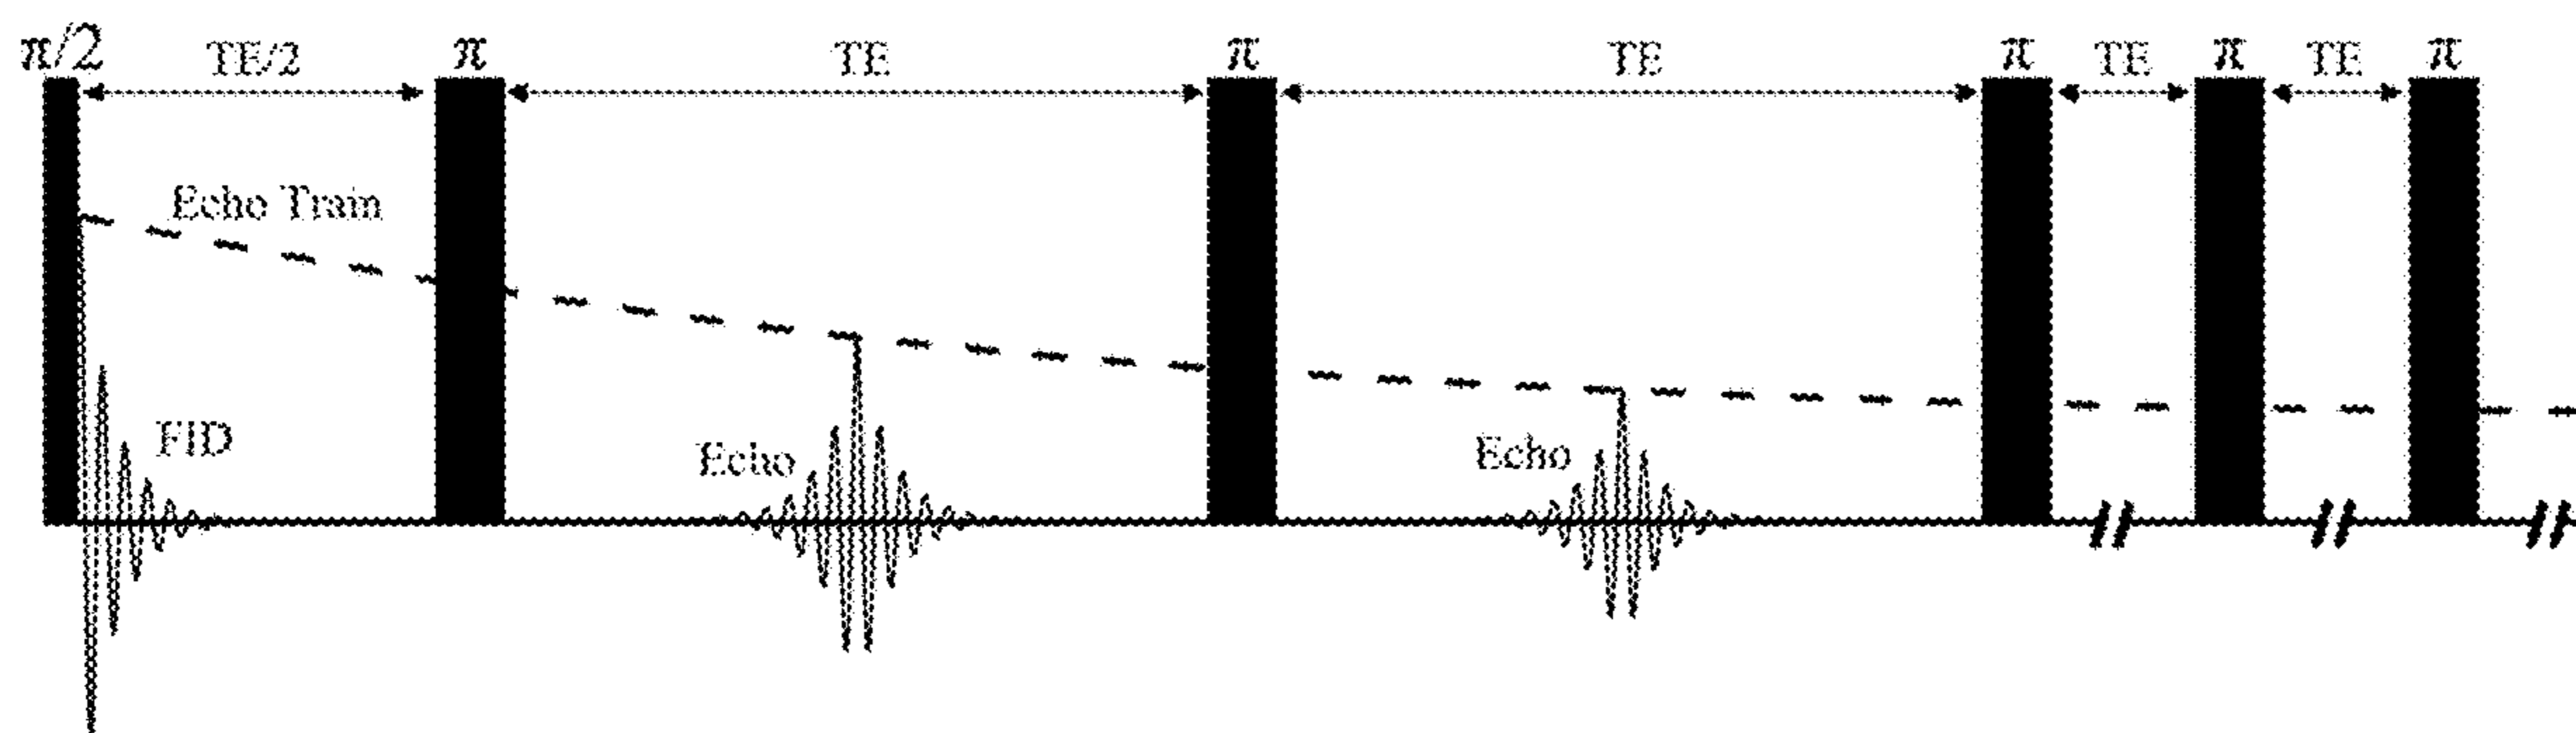 π/2 TE/2 π TE π TE π TE π TE π
Echo Train
FID
Echo
Echo